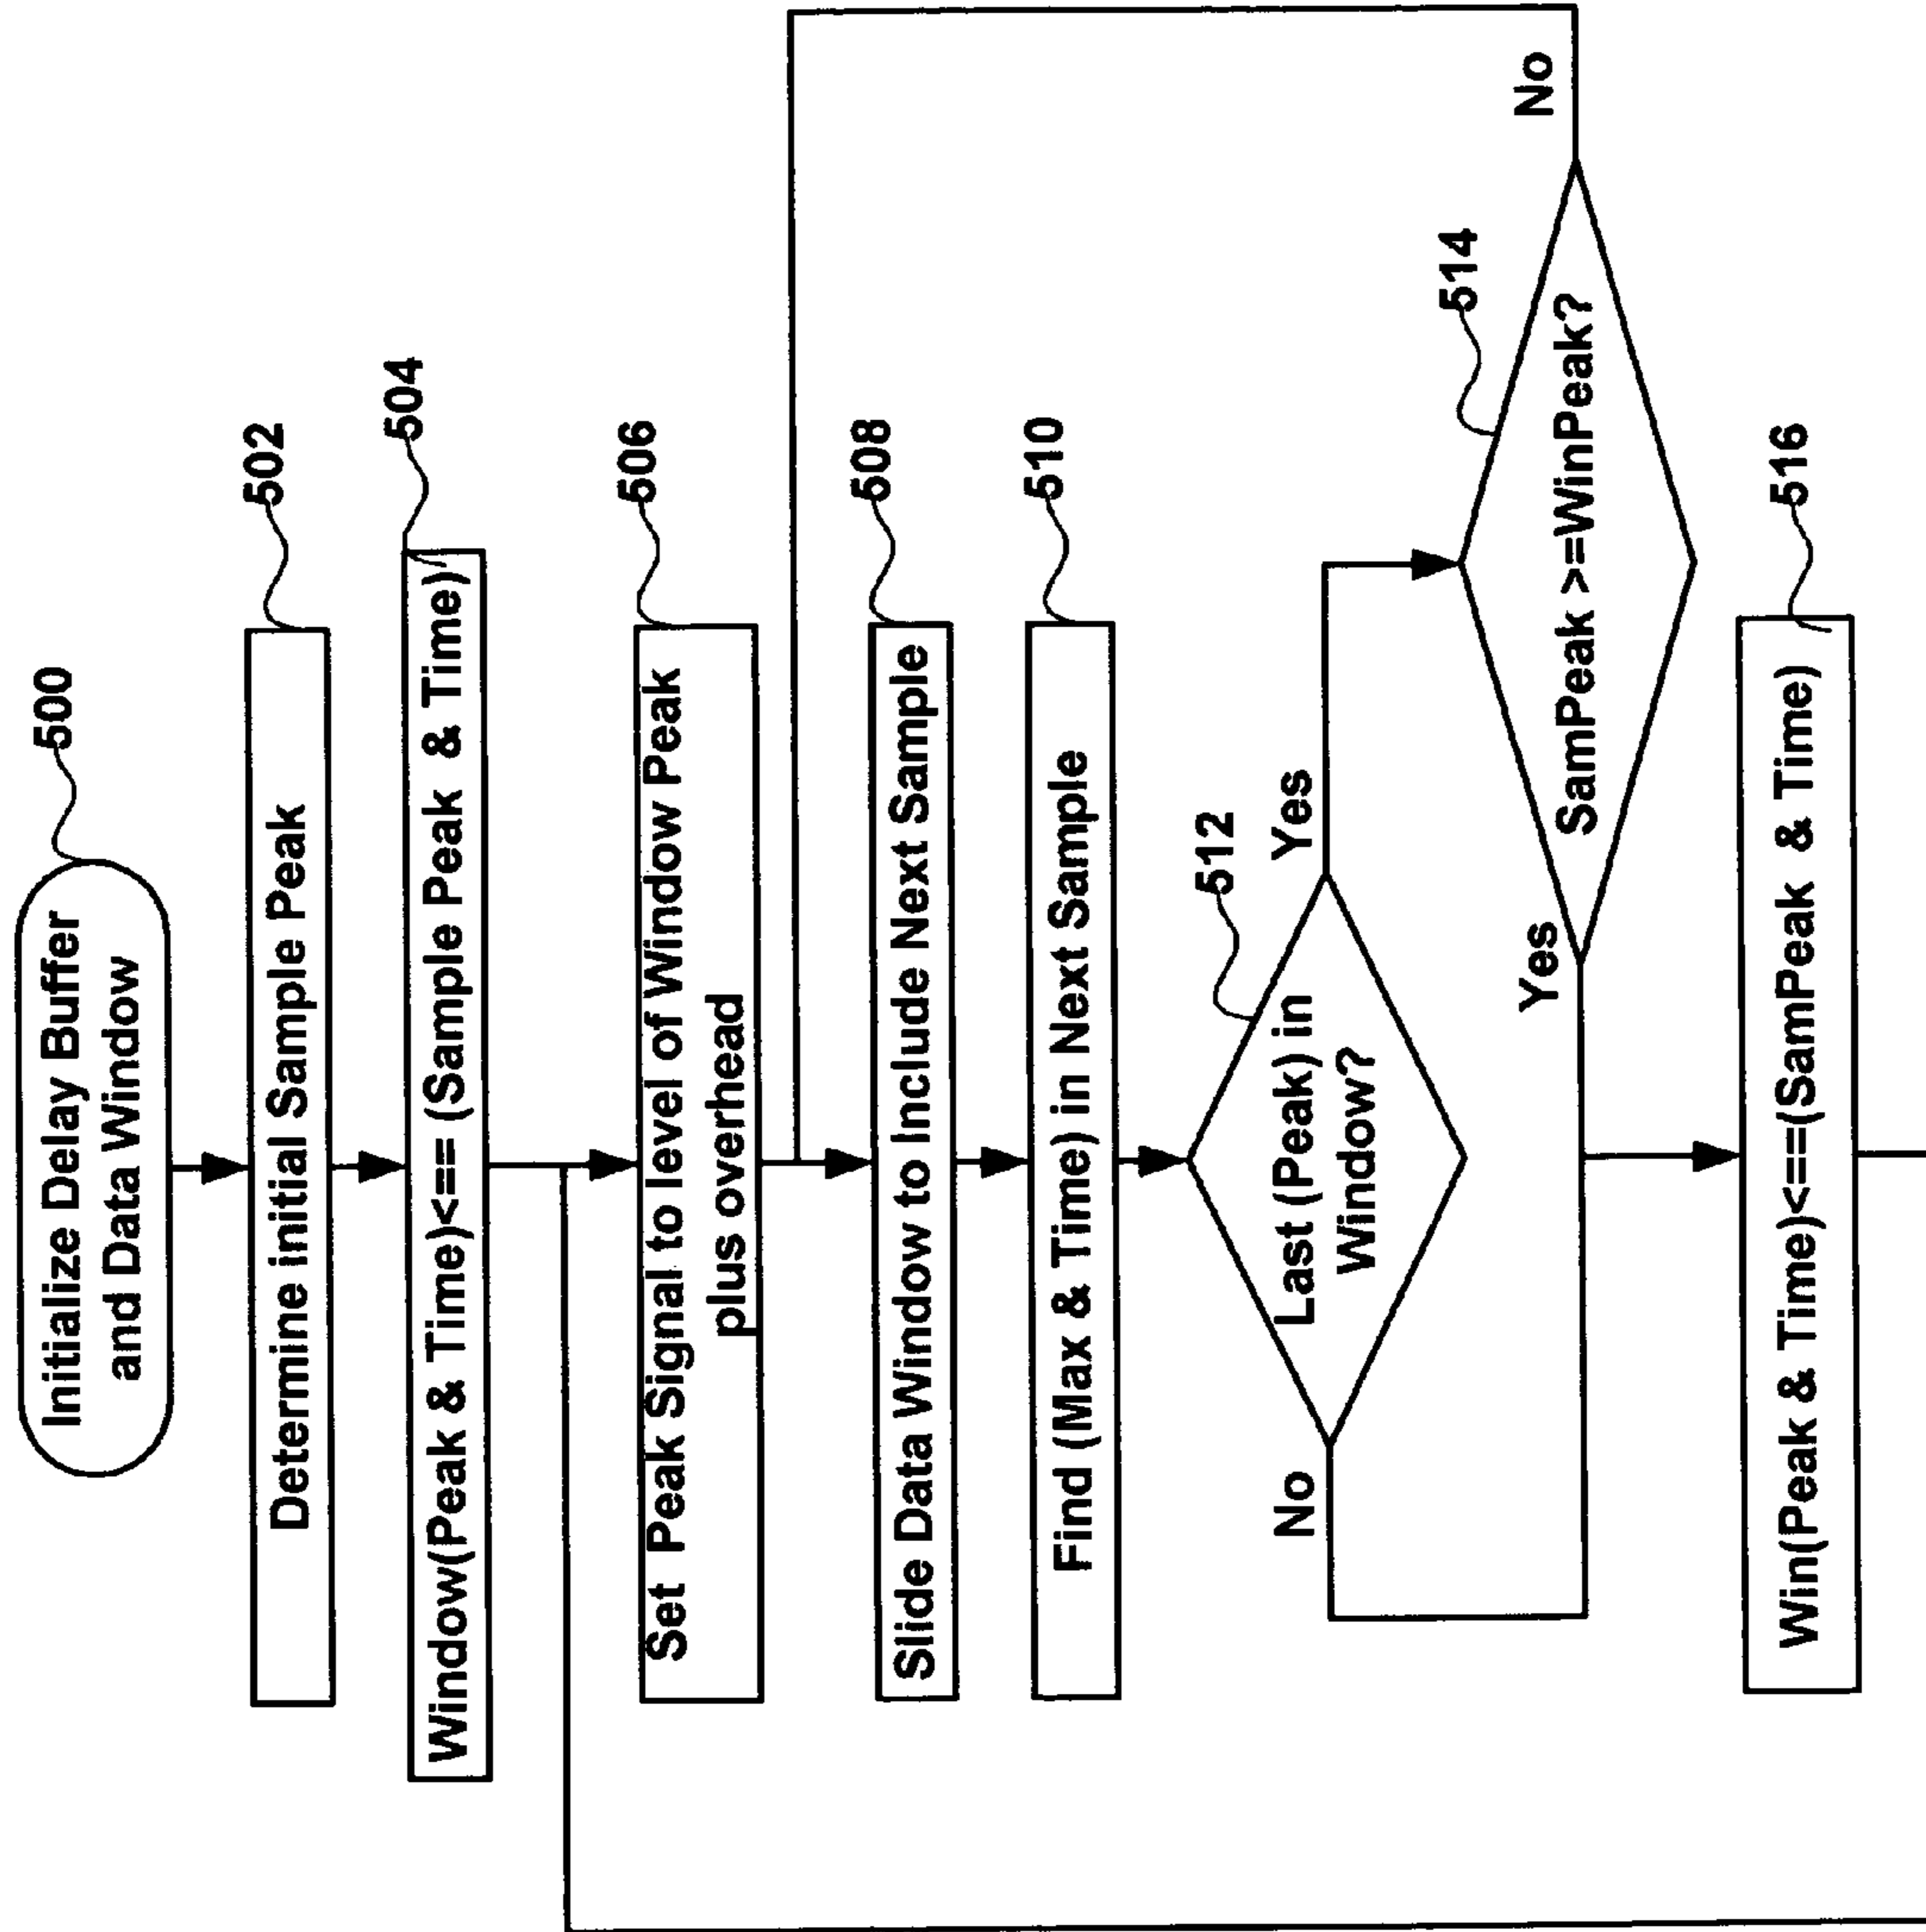 Initialize Delay Buffer
and Data Window
500
Determine initial Sample Peak
502
Window(Peak & Time)<== (Sample Peak & Time)
504
Set Peak Signal to level of Window Peak
plus overhead
506
Slide Data Window to Include Next Sample
508
Find (Max & Time) in Next Sample
510
Last (Peak) in
Window?
512
No
Yes
SamPeak >=WinPeak?
514
Yes
No
Win(Peak & Time)<==(SamPeak & Time)
516